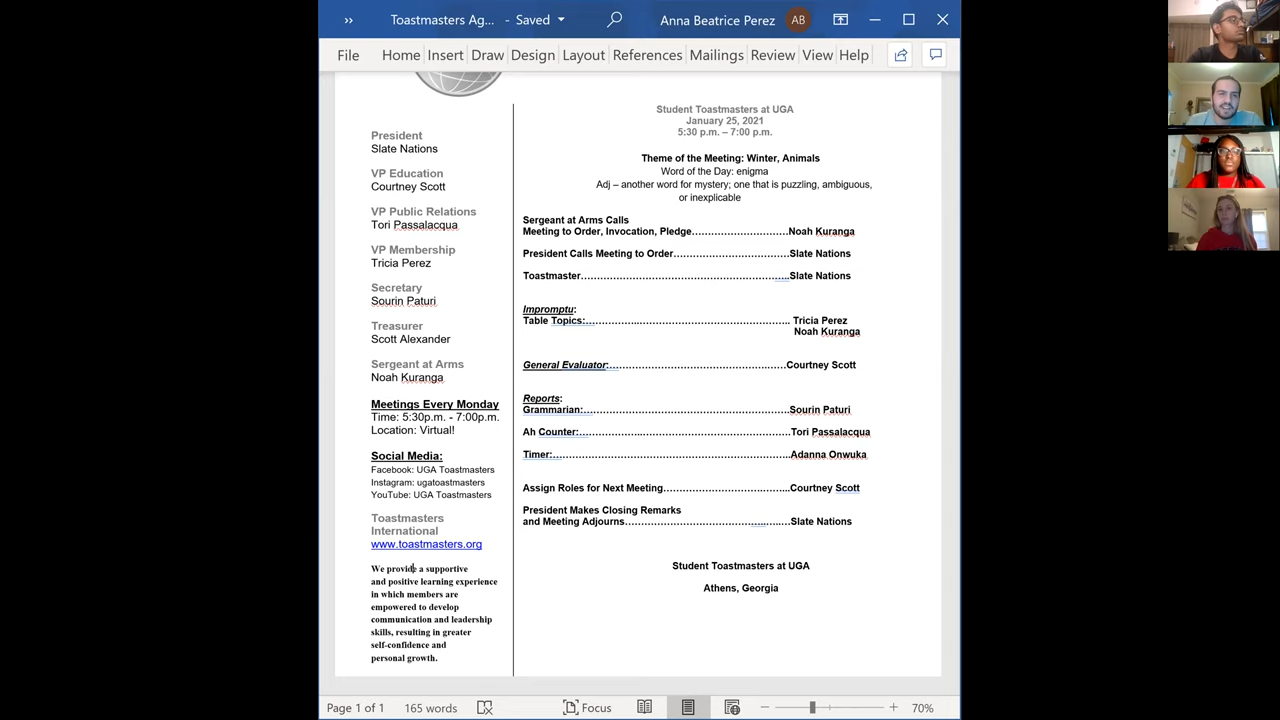 Toastmasters Ag... - Saved
Anna Beatrice Perez AB
File Home Insert Draw Design Layout References Mailings Review View Help
President
Slate Nations
VP Education
Courtney Scott
VP Public Relations
Tori Passalacqua
VP Membership
Tricia Perez
Secretary
Sourin Paturi
Treasurer
Scott Alexander
Sergeant at Arms
Noah Kuranga
Meetings Every Monday
Time: 5:30p.m. - 7:00p.m.
Location: Virtual!
Social Media:
Facebook: UGA Toastmasters
Instagram: ugatoastmasters
YouTube: UGA Toastmasters
Toastmasters
International
www.toastmasters.org
We provide a supportive
and positive learning experience
in which members are
empowered to develop
communication and leadership
skills, resulting in greater
self-confidence and
personal growth.
Student Toastmasters at UGA
January 25, 2021
5:30 p.m. – 7:00 p.m.
Theme of the Meeting: Winter, Animals
Word of the Day: enigma
Adj – another word for mystery; one that is puzzling, ambiguous,
or inexplicable
Sergeant at Arms Calls
Meeting to Order, Invocation, Pledge………………………Noah Kuranga
President Calls Meeting to Order……………………………Slate Nations
Toastmaster……………………………………………………Slate Nations
Impromptu:
Table Topics:…………………………………………………… Tricia Perez
Noah Kuranga
General Evaluator:………………………………………………Courtney Scott
Reports:
Grammarian:……………………………………………………Sourin Paturi
Ah Counter:………………………………………………………Tori Passalacqua
Timer:……………………………………………………………Adanna Onwuka
Assign Roles for Next Meeting………………………………Courtney Scott
President Makes Closing Remarks
and Meeting Adjourns…………………………………………Slate Nations
Student Toastmasters at UGA
Athens, Georgia
Page 1 of 1 165 words Focus 70%